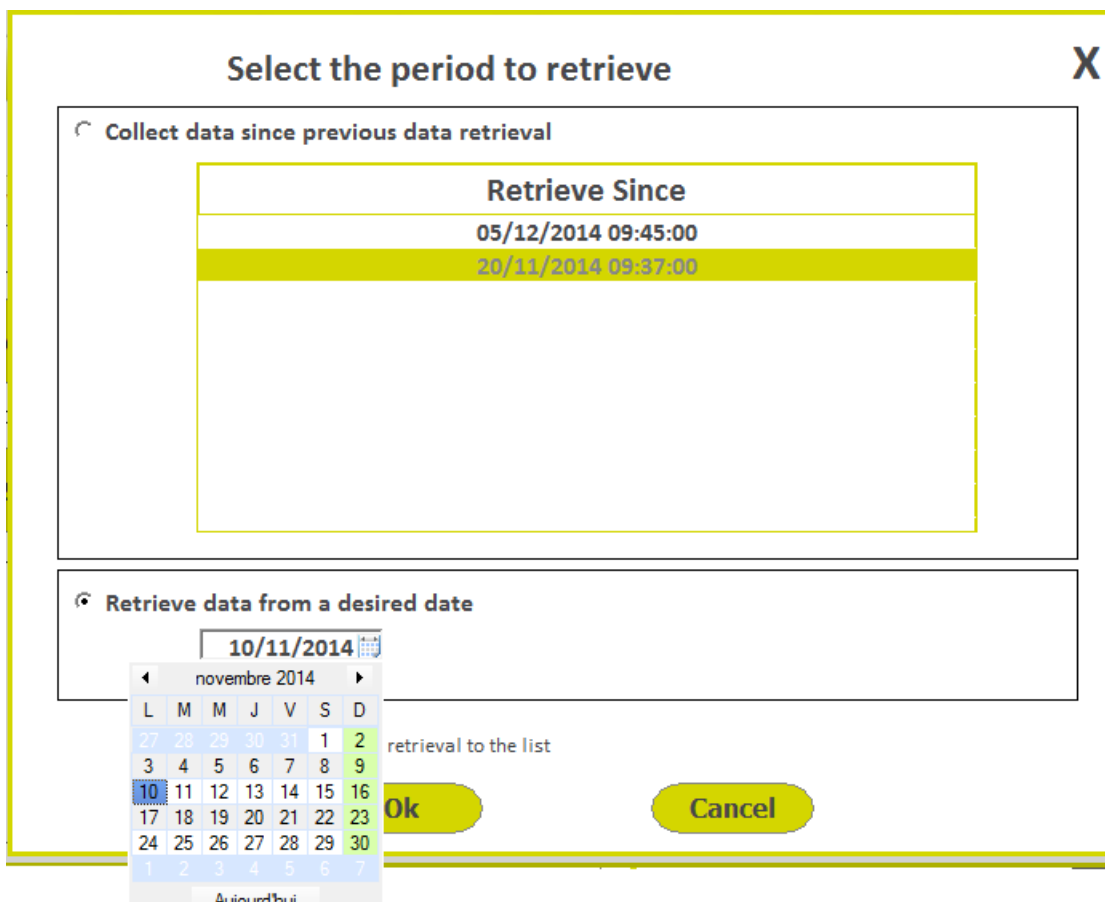 Select the period to retrieve X
Collect data since previous data retrieval
Retrieve Since
05/12/2014 09:45:00
20/11/2014 09:37:00
Retrieve data from a desired date
10/11/2014
novembre 2014
L M M J V S D
27 28 29 30 31 1 2
3 4 5 6 7 8 9
10 11 12 13 14 15 16
17 18 19 20 21 22 23
24 25 26 27 28 29 30
1 2 3 4 5 6 7
Aujourd'hui
retrieval to the list
Ok Cancel